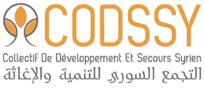 CODSSY
Collectif De Développement Et Secours Syrien
التجمع السوري للتنمية والإغاثة